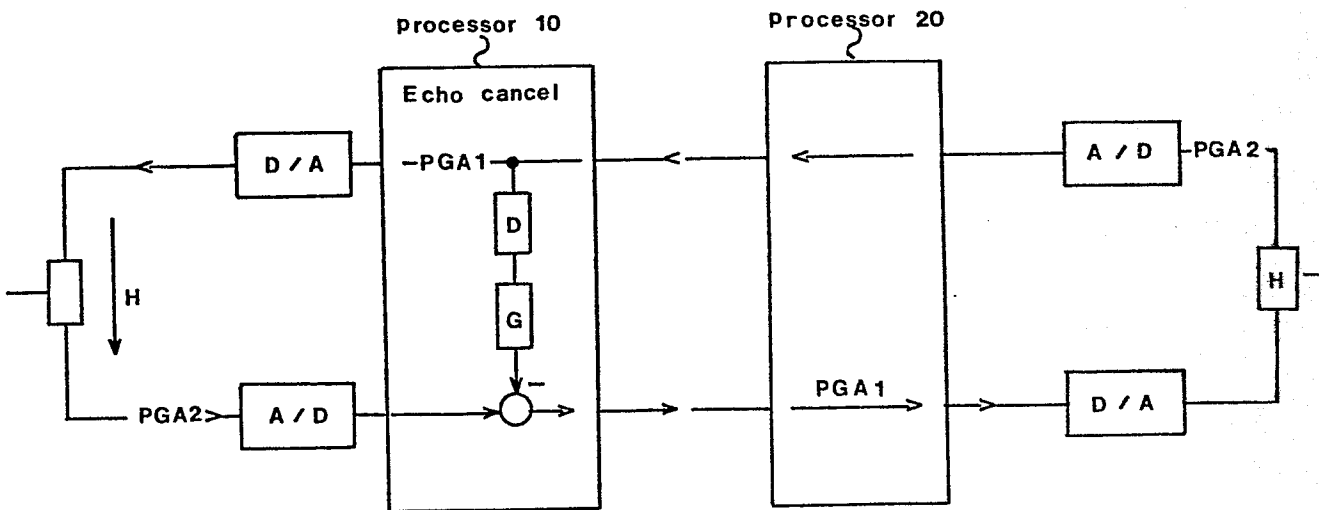 processor 10
processor 20
Echo cancel
D / A
PGA1
A / D
PGA2
D
H
H
G
PGA2
A / D
−
PGA1
D / A